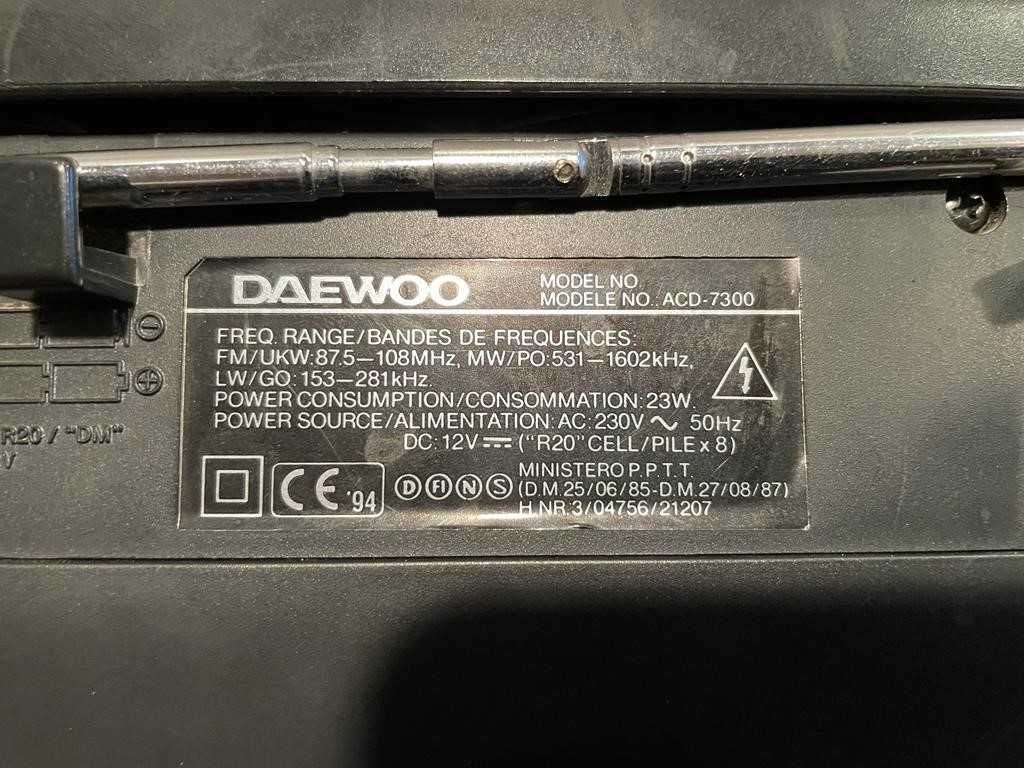 DAEWOO
MODEL NO.
MODELE NO.: ACD-7300
FREQ. RANGE/BANDES DE FREQUENCES:
FM/UKW: 87.5—108MHz, MW/PO: 531—1602kHz,
LW/GO: 153—281kHz.
POWER CONSUMPTION/CONSOMMATION: 23W
POWER SOURCE/ALIMENTATION: AC: 230V ~ 50Hz
DC: 12V ⎓ ("R20" CELL/PILE x 8)
CE '94
D FI N S
MINISTERO P.P.T.T.
(D.M. 25/06/85-D.M. 27/08/87)
H NR.3/04756/21207
R20 / "DM"
V